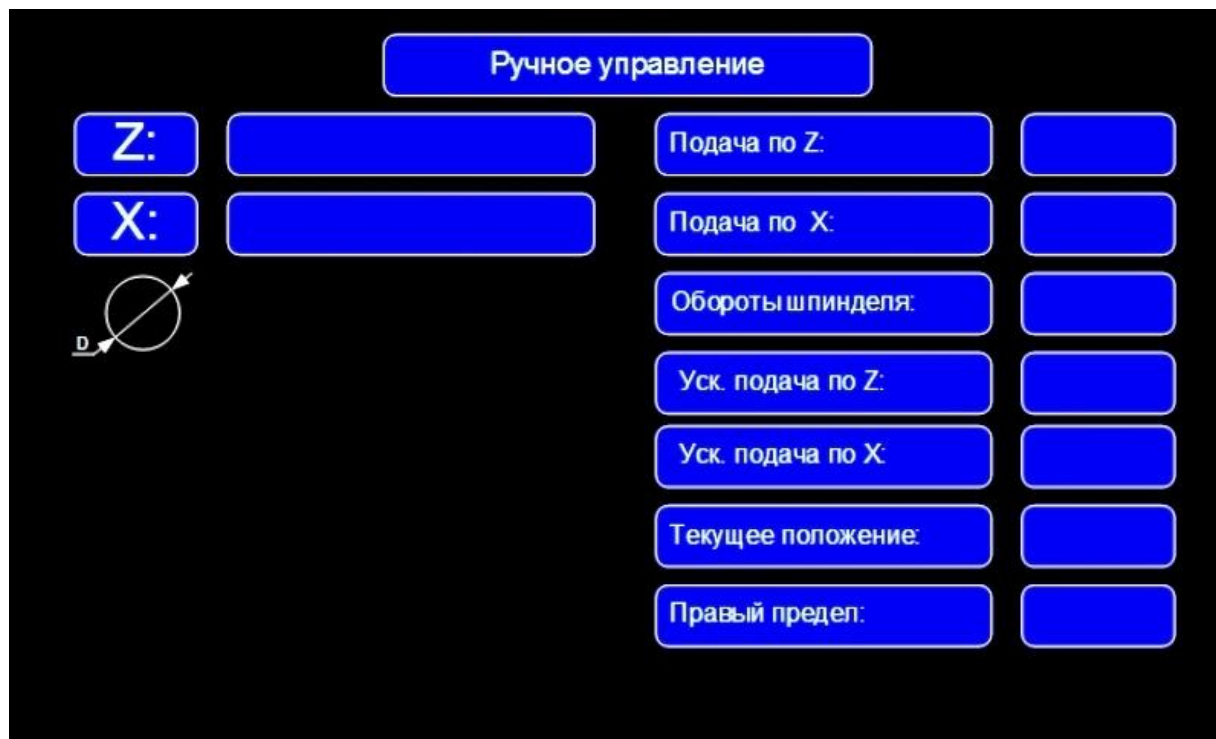 Ручное управление
Z:
X:
D
Подача по Z:
Подача по X:
Обороты шпинделя:
Уск. подача по Z:
Уск. подача по X:
Текущее положение:
Правый предел: